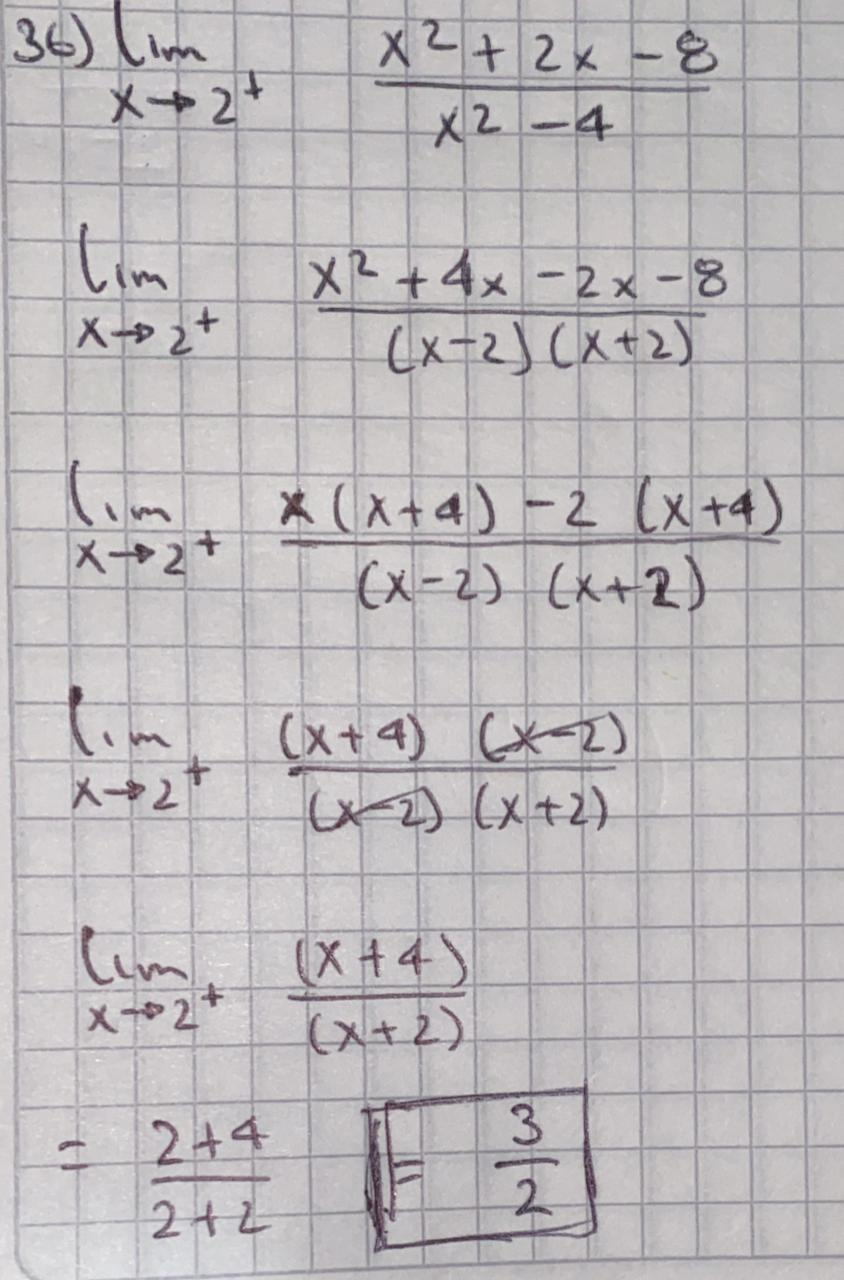 36) lim x→2⁺ (x² + 2x - 8)/(x² - 4)
lim x→2⁺ (x² + 4x - 2x - 8)/((x-2)(x+2))
lim x→2⁺ (x(x+4) - 2(x+4))/((x-2)(x+2))
lim x→2⁺ ((x+4)(x-2))/((x-2)(x+2))
lim x→2⁺ (x+4)/(x+2)
= (2+4)/(2+2) = 3/2